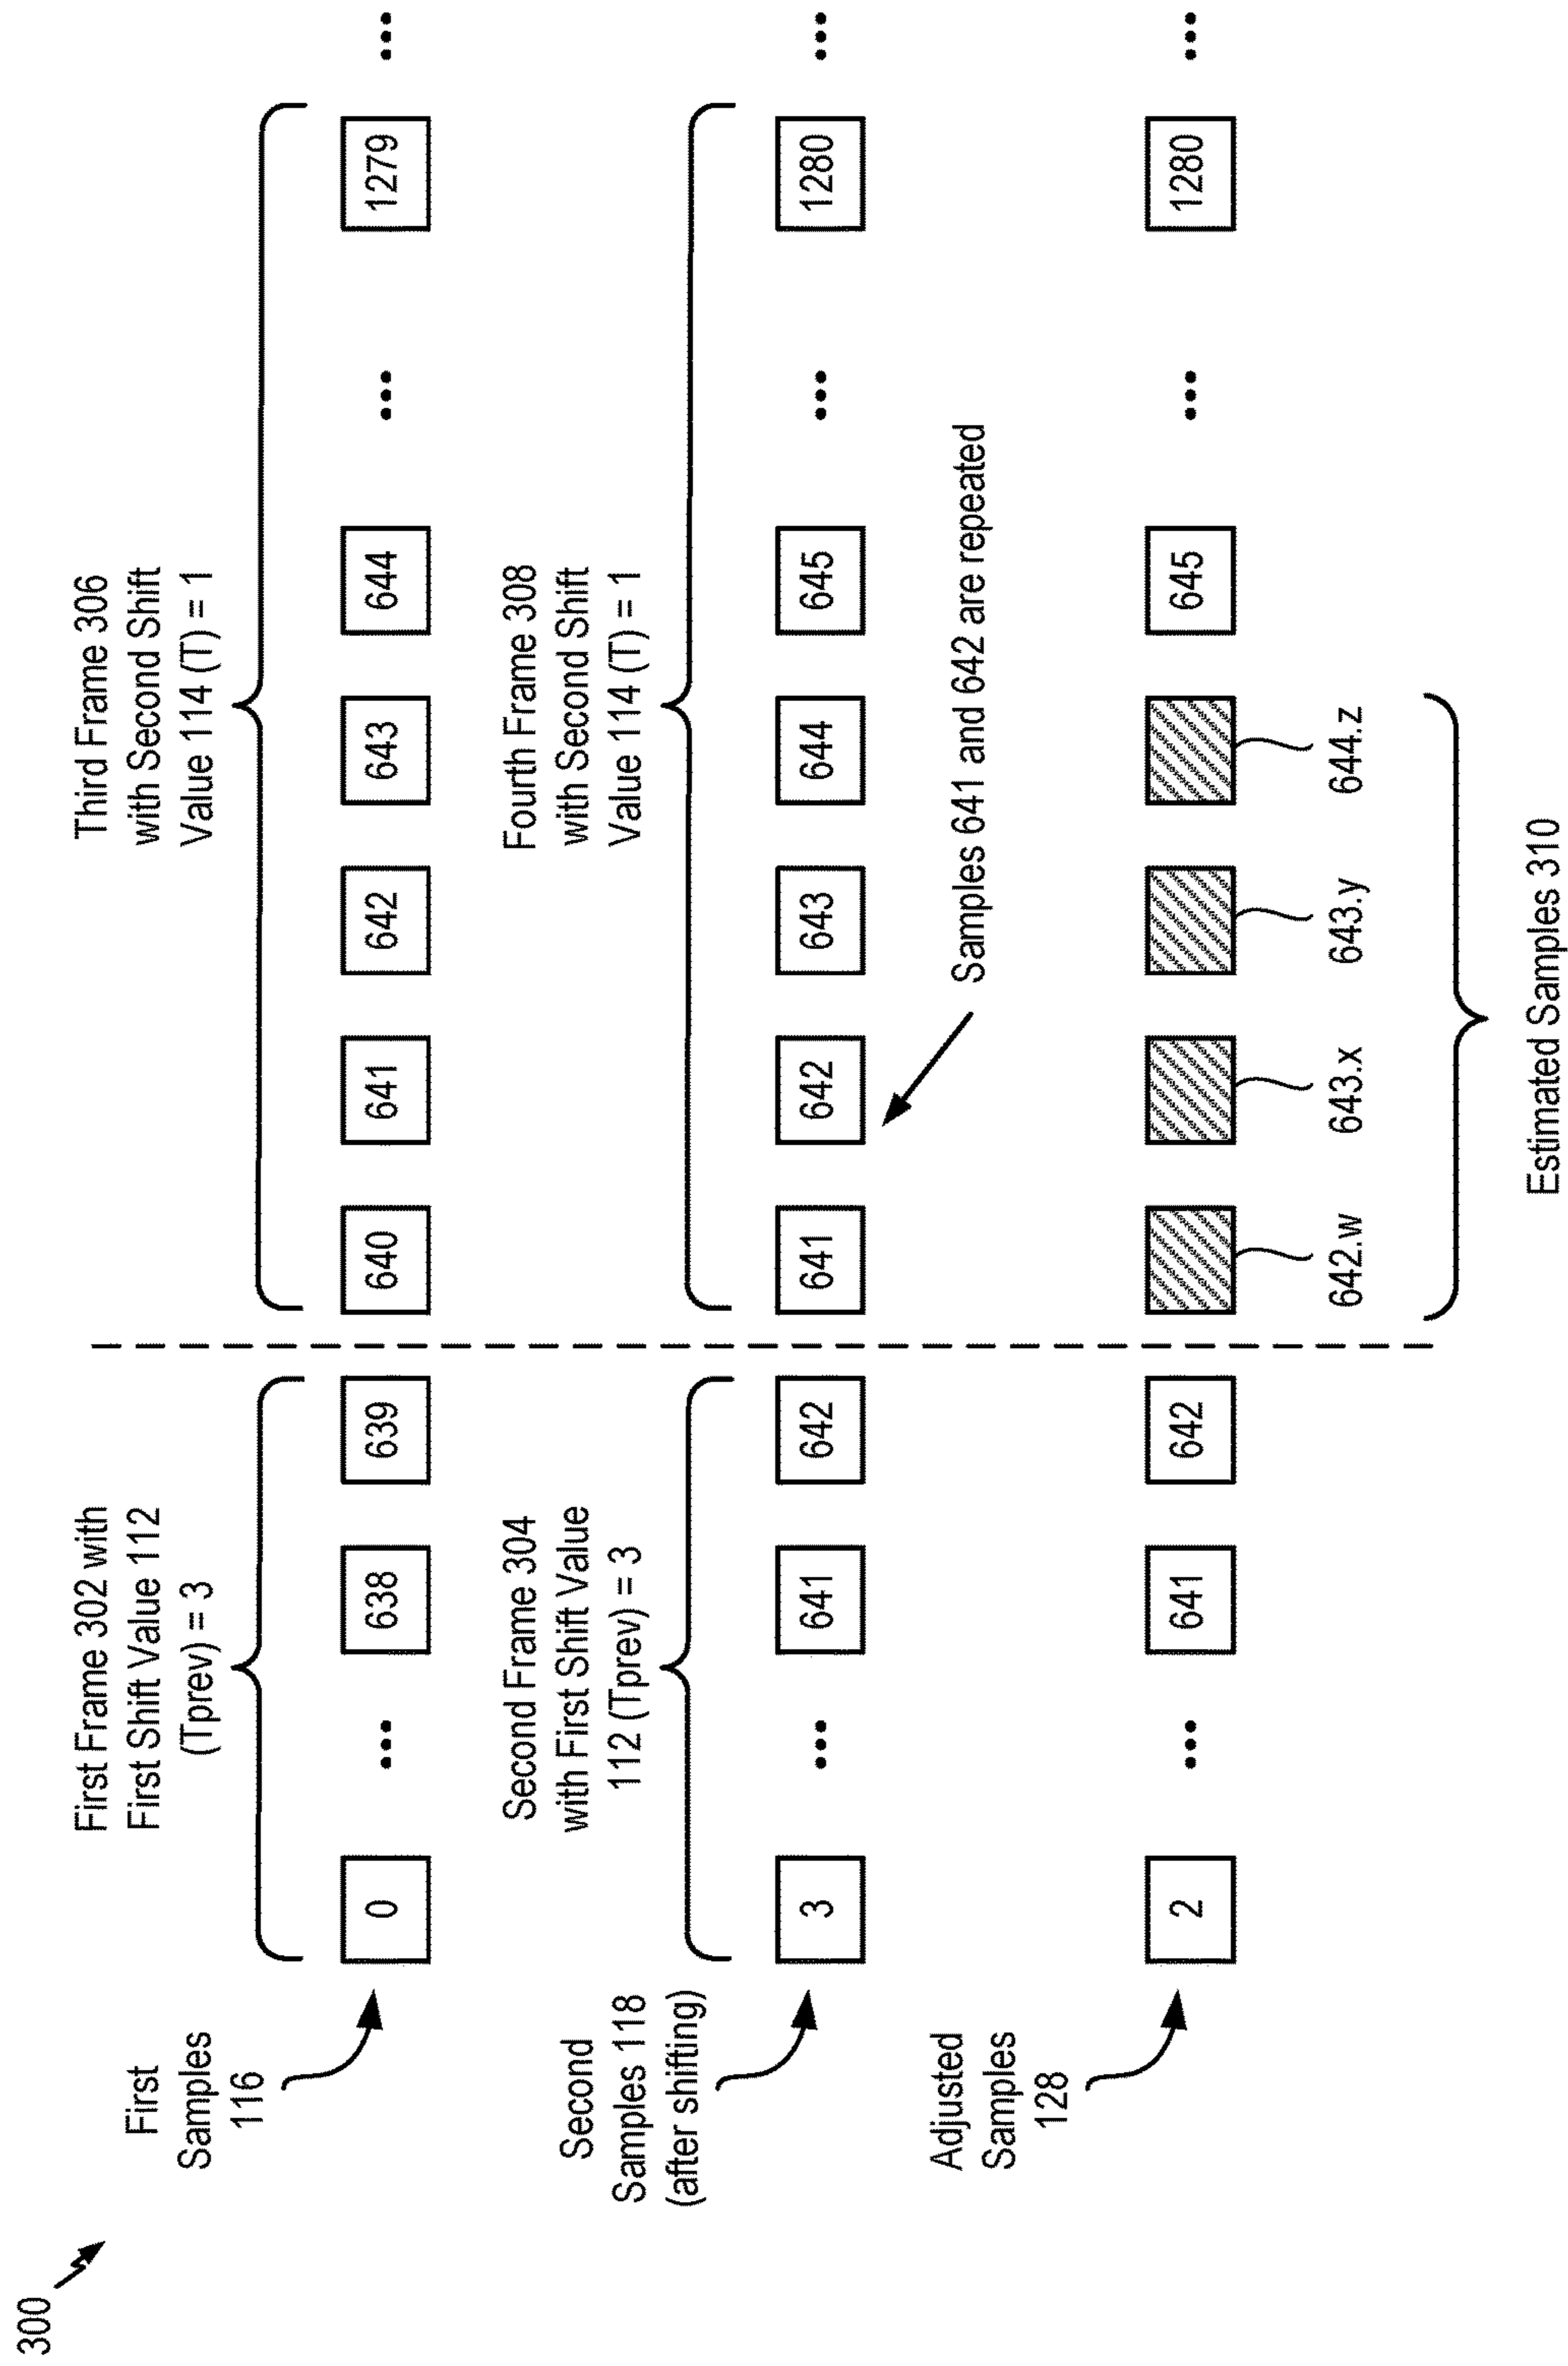 300
First Frame 302 with
First Shift Value 112
(Tprev) = 3
Third Frame 306
with Second Shift
Value 114 (T) = 1
First
Samples
116
0 ••• 638 639 640 641 642 643 644 ••• 1279 •••
Second Frame 304
with First Shift Value
112 (Tprev) = 3
Fourth Frame 308
with Second Shift
Value 114 (T) = 1
Second
Samples 118
(after shifting)
3 ••• 641 642 641 642 643 644 645 ••• 1280 •••
Samples 641 and 642 are repeated
Adjusted
Samples
128
2 ••• 641 642 645 ••• 1280 •••
642.w 643.x 643.y 644.z
Estimated Samples 310